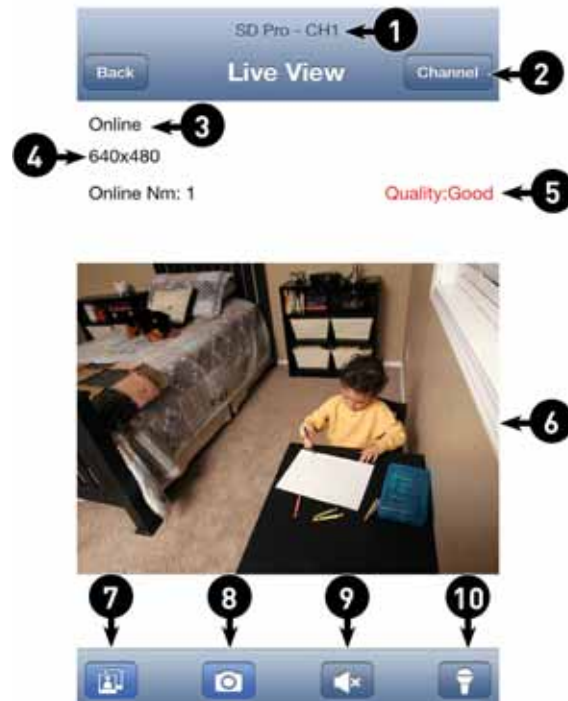 SD Pro - CH1
1
Back
Live View
Channel
2
Online
3
4
640x480
Online Nm: 1
Quality:Good
5
6
7
8
9
10